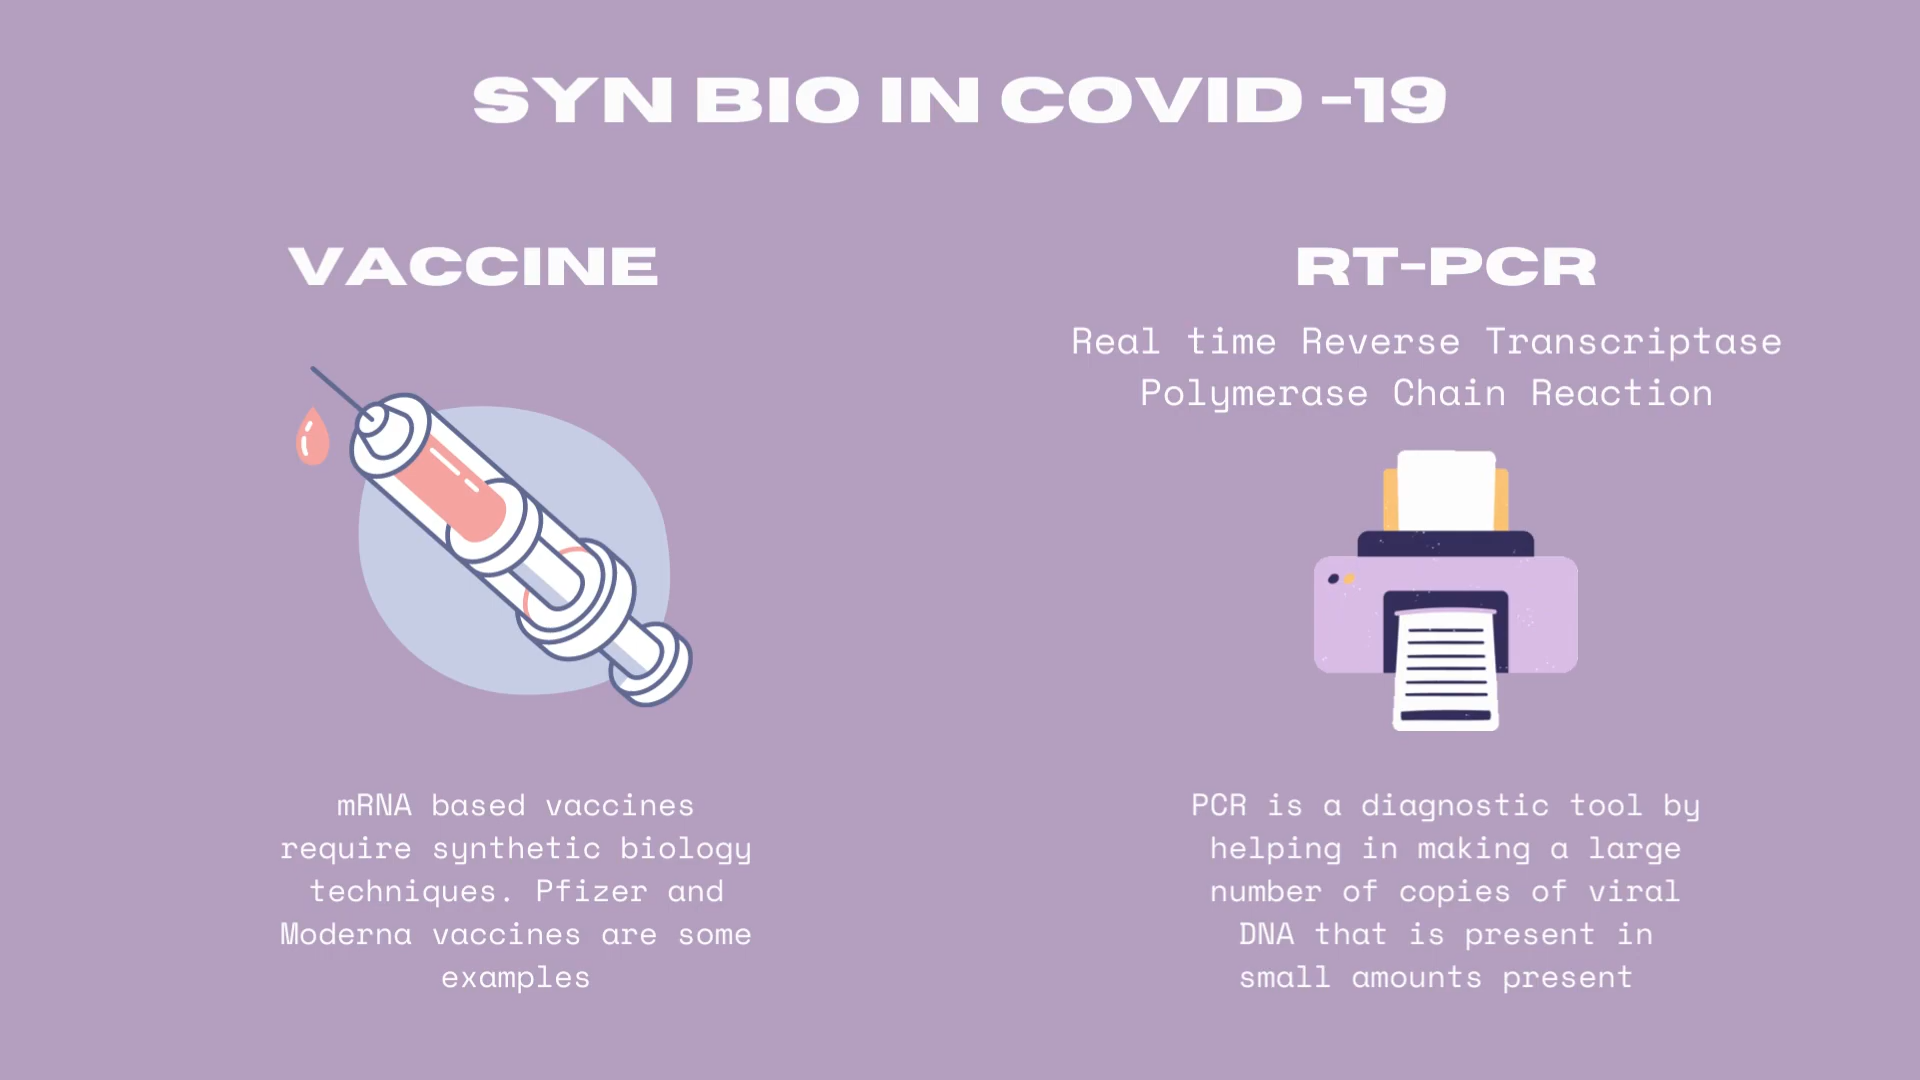 SYN BIO IN COVID -19
VACCINE
mRNA based vaccines
require synthetic biology
techniques. Pfizer and
Moderna vaccines are some
examples
RT-PCR
Real time Reverse Transcriptase
Polymerase Chain Reaction
PCR is a diagnostic tool by
helping in making a large
number of copies of viral
DNA that is present in
small amounts present